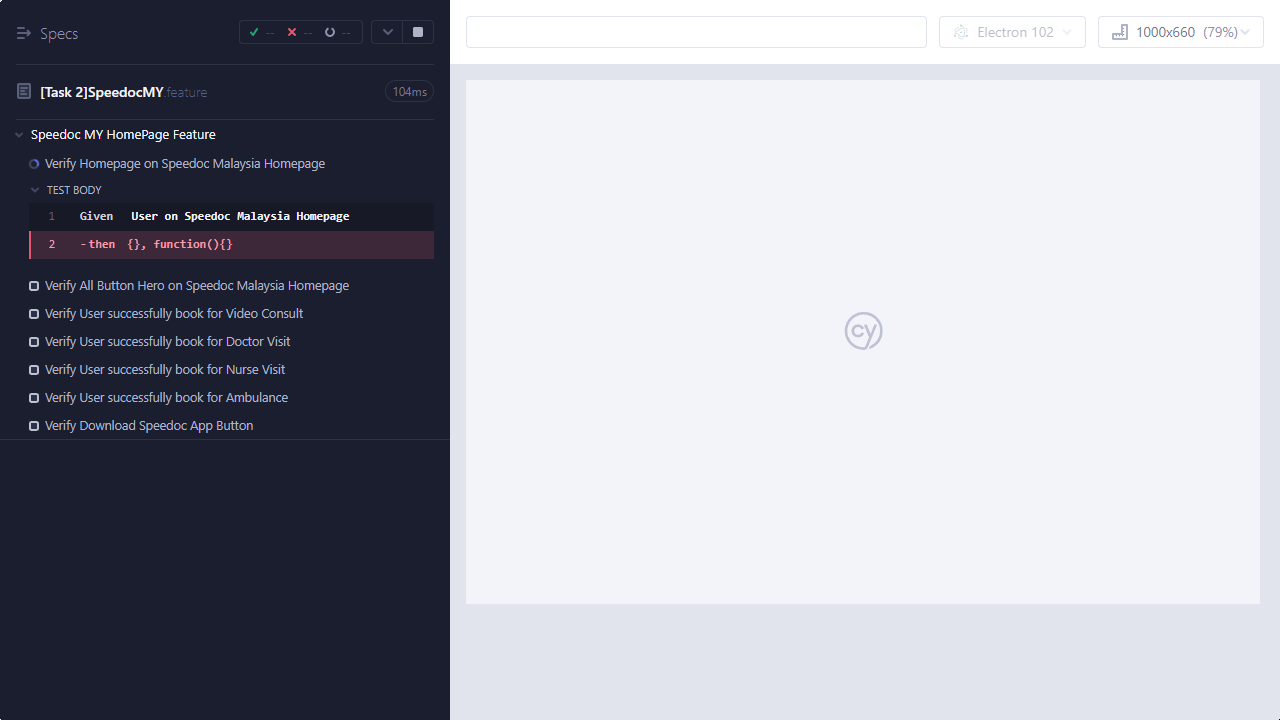 Specs
-- -- --
[Task 2]SpeedocMY.feature 104ms
Speedoc MY HomePage Feature
Verify Homepage on Speedoc Malaysia Homepage
TEST BODY
1 Given User on Speedoc Malaysia Homepage
2 -then {}, function(){}
Verify All Button Hero on Speedoc Malaysia Homepage
Verify User successfully book for Video Consult
Verify User successfully book for Doctor Visit
Verify User successfully book for Nurse Visit
Verify User successfully book for Ambulance
Verify Download Speedoc App Button
Electron 102
1000x660 (79%)
cy